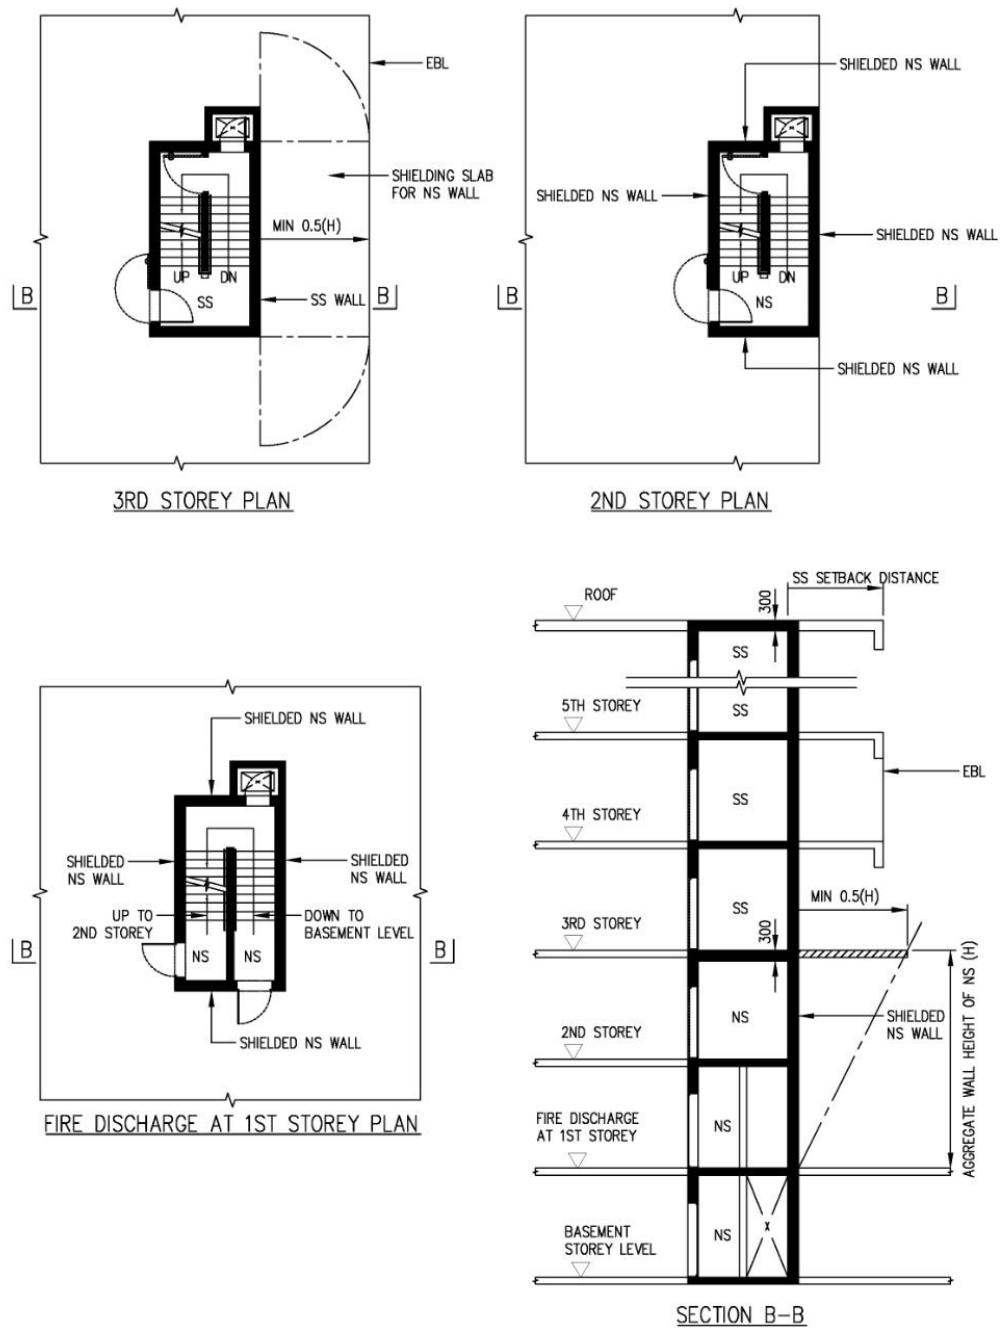 EBL
SHIELDING SLAB
FOR NS WALL
MIN 0.5(H)
UP
DN
SS
SS WALL
B
B
3RD STOREY PLAN
SHIELDED NS WALL
SHIELDED NS WALL
SHIELDED NS WALL
UP
DN
NS
B
B
SHIELDED NS WALL
2ND STOREY PLAN
SHIELDED NS WALL
SHIELDED
NS WALL
SHIELDED
NS WALL
UP TO
2ND STOREY
DOWN TO
BASEMENT LEVEL
B
NS
NS
B
SHIELDED NS WALL
FIRE DISCHARGE AT 1ST STOREY PLAN
SS SETBACK DISTANCE
ROOF
300
SS
5TH STOREY
SS
EBL
4TH STOREY
SS
MIN 0.5(H)
3RD STOREY
SS
300
2ND STOREY
NS
SHIELDED
NS WALL
AGGREGATE WALL HEIGHT OF NS (H)
FIRE DISCHARGE
AT 1ST STOREY
NS
BASEMENT
STOREY LEVEL
NS
X
SECTION B-B